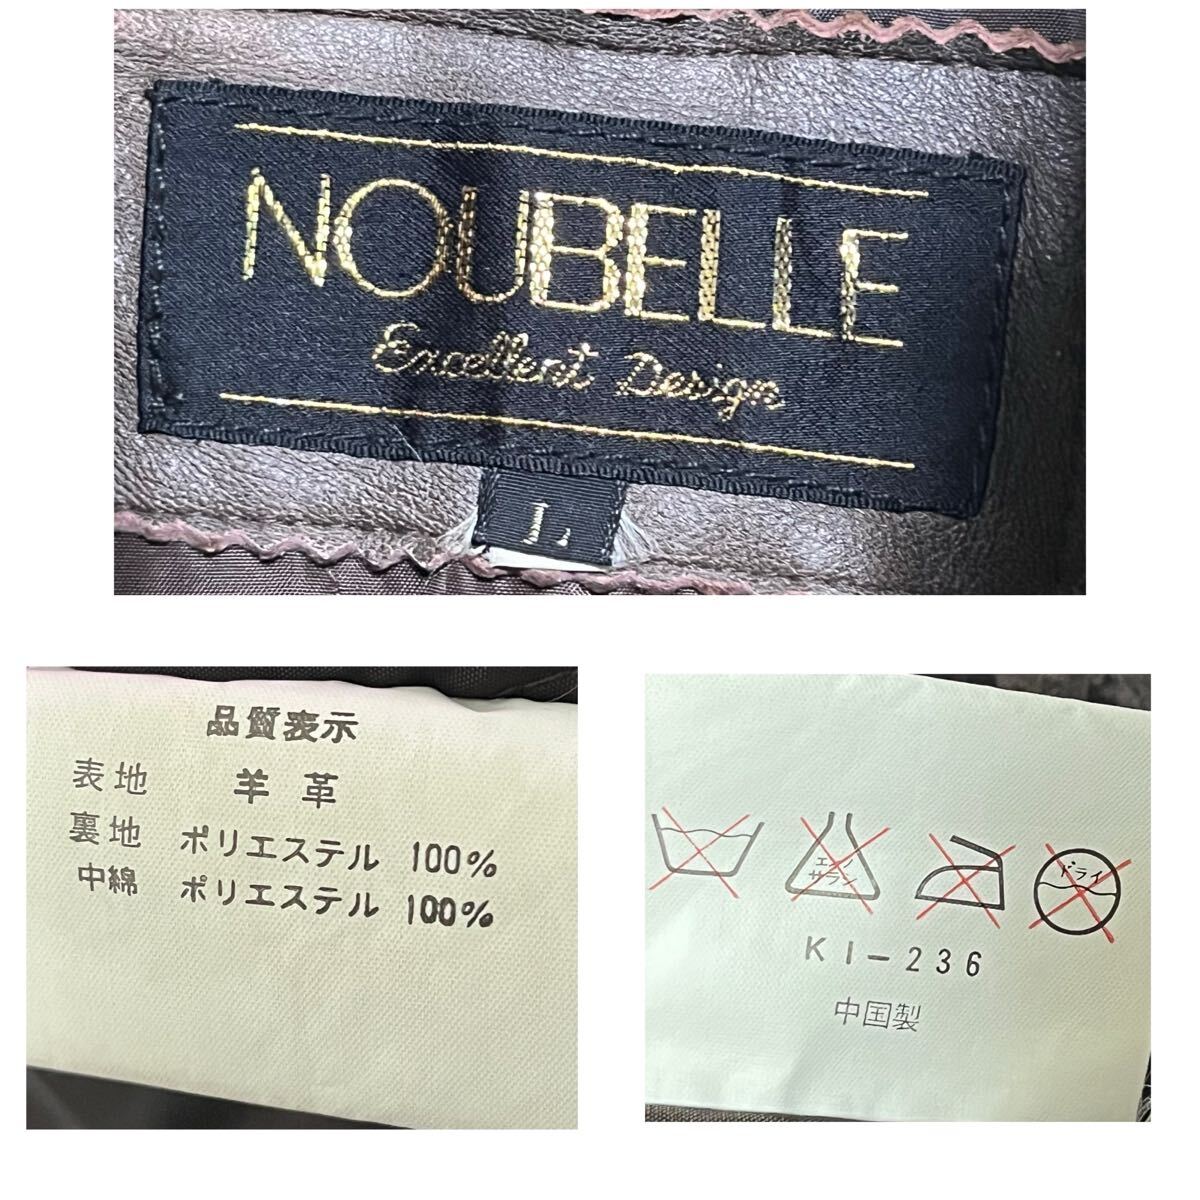 NOUBELLE
Excellent Design
L
品質表示
表地 羊革
裏地 ポリエステル 100%
中綿 ポリエステル 100%
エンソ
サラシ
ドライ
KI-236
中国製